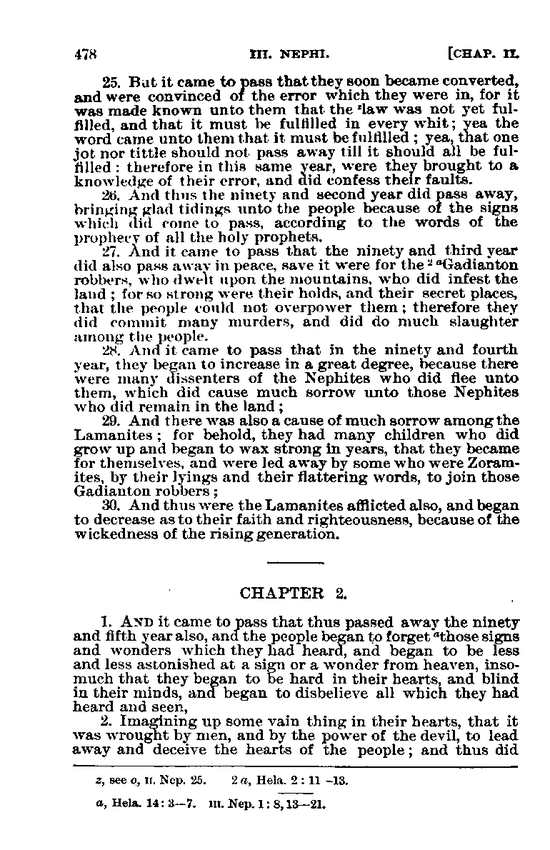 478 III. NEPHI. [CHAP. II.
25. But it came to pass that they soon became converted,
and were convinced of the error which they were in, for it
was made known unto them that the ᶻlaw was not yet ful-
filled, and that it must be fulfilled in every whit; yea the
word came unto them that it must be fulfilled; yea, that one
jot nor tittle should not pass away till it should all be ful-
filled: therefore in this same year, were they brought to a
knowledge of their error, and did confess their faults.
26. And thus the ninety and second year did pass away,
bringing glad tidings unto the people because of the signs
which did come to pass, according to the words of the
prophecy of all the holy prophets.
27. And it came to pass that the ninety and third year
did also pass away in peace, save it were for the ²ᵃGadianton
robbers, who dwelt upon the mountains, who did infest the
land; for so strong were their holds, and their secret places,
that the people could not overpower them; therefore they
did commit many murders, and did do much slaughter
among the people.
28. And it came to pass that in the ninety and fourth
year, they began to increase in a great degree, because there
were many dissenters of the Nephites who did flee unto
them, which did cause much sorrow unto those Nephites
who did remain in the land;
29. And there was also a cause of much sorrow among the
Lamanites; for behold, they had many children who did
grow up and began to wax strong in years, that they became
for themselves, and were led away by some who were Zoram-
ites, by their lyings and their flattering words, to join those
Gadianton robbers;
30. And thus were the Lamanites afflicted also, and began
to decrease as to their faith and righteousness, because of the
wickedness of the rising generation.
CHAPTER 2.
1. AND it came to pass that thus passed away the ninety
and fifth year also, and the people began to forget ᵃthose signs
and wonders which they had heard, and began to be less
and less astonished at a sign or a wonder from heaven, inso-
much that they began to be hard in their hearts, and blind
in their minds, and began to disbelieve all which they had
heard and seen,
2. Imagining up some vain thing in their hearts, that it
was wrought by men, and by the power of the devil, to lead
away and deceive the hearts of the people; and thus did
z, see o, II. Nep. 25. 2 a, Hela. 2: 11–13.
a, Hela. 14: 3—7. III. Nep. 1: 8, 13—21.